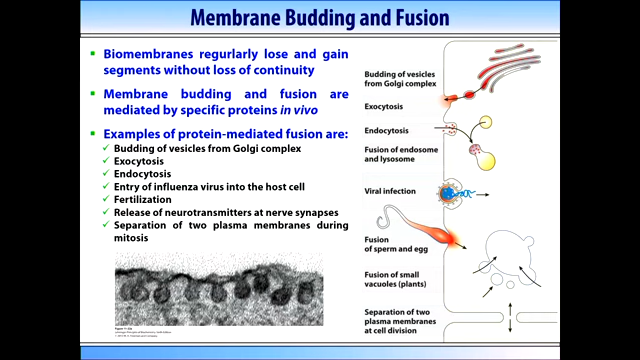 Membrane Budding and Fusion
Biomembranes regurlarly lose and gain
segments without loss of continuity
Membrane budding and fusion are
mediated by specific proteins in vivo
Examples of protein-mediated fusion are:
Budding of vesicles from Golgi complex
Exocytosis
Endocytosis
Entry of influenza virus into the host cell
Fertilization
Release of neurotransmitters at nerve synapses
Separation of two plasma membranes during
mitosis
Budding of vesicles
from Golgi complex
Exocytosis
Endocytosis
Fusion of endosome
and lysosome
Viral infection
Fusion
of sperm and egg
Fusion of small
vacuoles (plants)
Separation of two
plasma membranes
at cell division